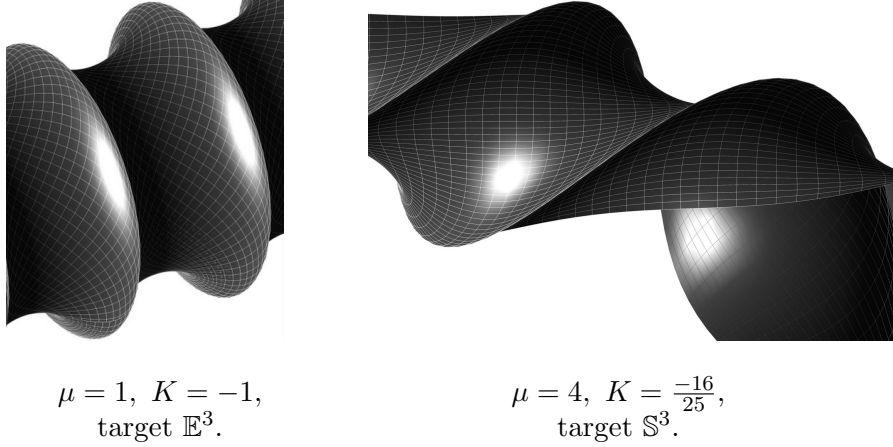 μ = 1, K = −1,
target 𝔼³.
μ = 4, K = −16/25,
target 𝕊³.